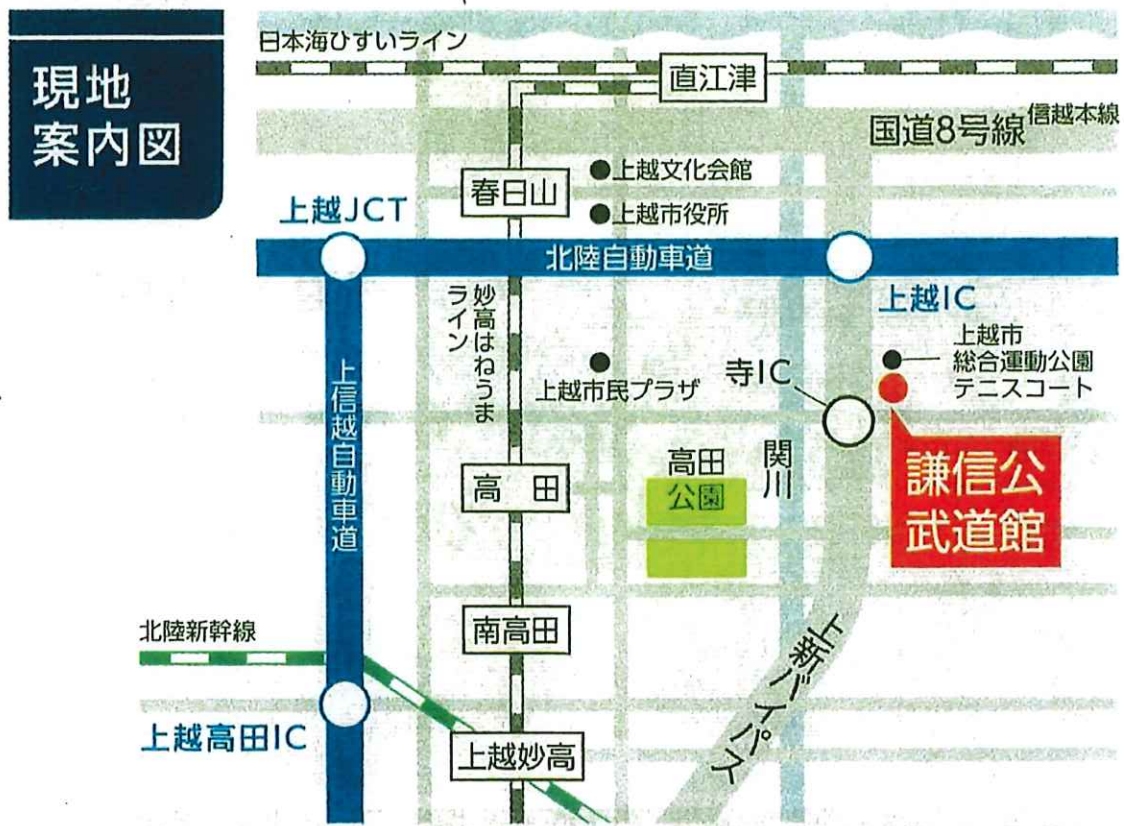 現地
案内図
日本海ひすいライン
直江津
国道8号線
信越本線
上越文化会館
春日山
上越市役所
上越JCT
北陸自動車道
上越IC
妙高はねうま
ライン
上越市
総合運動公園
テニスコート
上越市民プラザ
寺IC
上信越自動車道
高田
公園
関川
高 田
謙信公
武道館
南高田
北陸新幹線
上新バイパス
上越高田IC
上越妙高